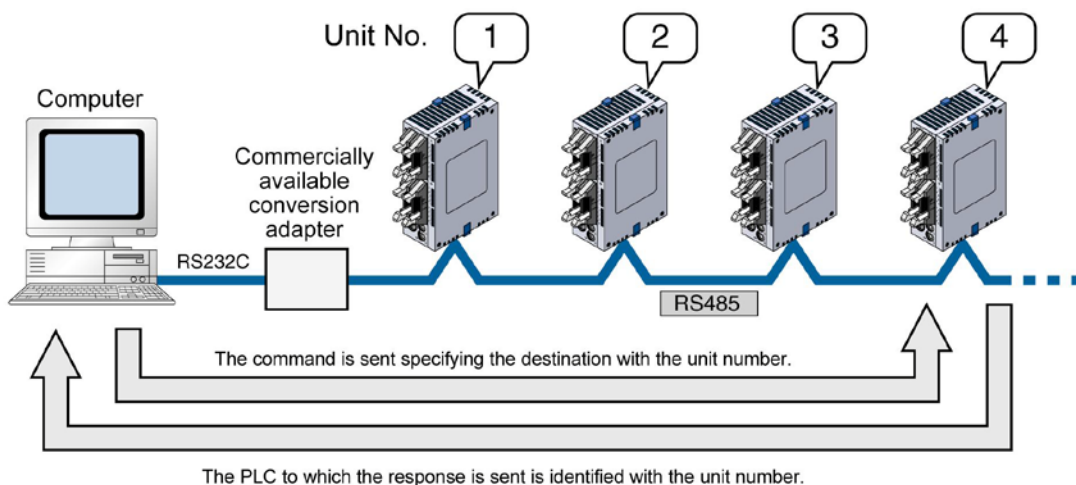 Unit No.
1
2
3
4
Computer
Commercially
available
conversion
adapter
RS232C
RS485
The command is sent specifying the destination with the unit number.
The PLC to which the response is sent is identified with the unit number.